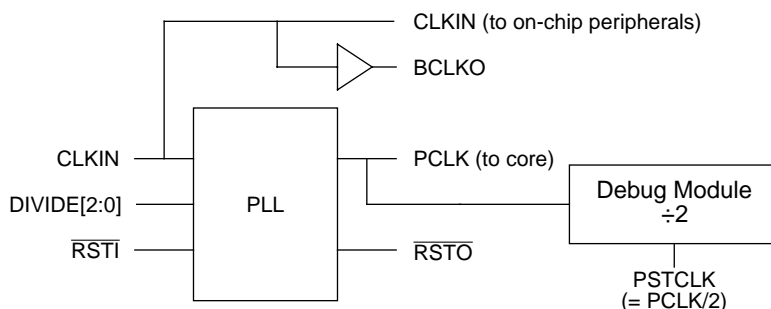 CLKIN (to on-chip peripherals)
BCLKO
CLKIN
PCLK (to core)
DIVIDE[2:0]
PLL
Debug Module
÷2
RSTI
RSTO
PSTCLK
(= PCLK/2)